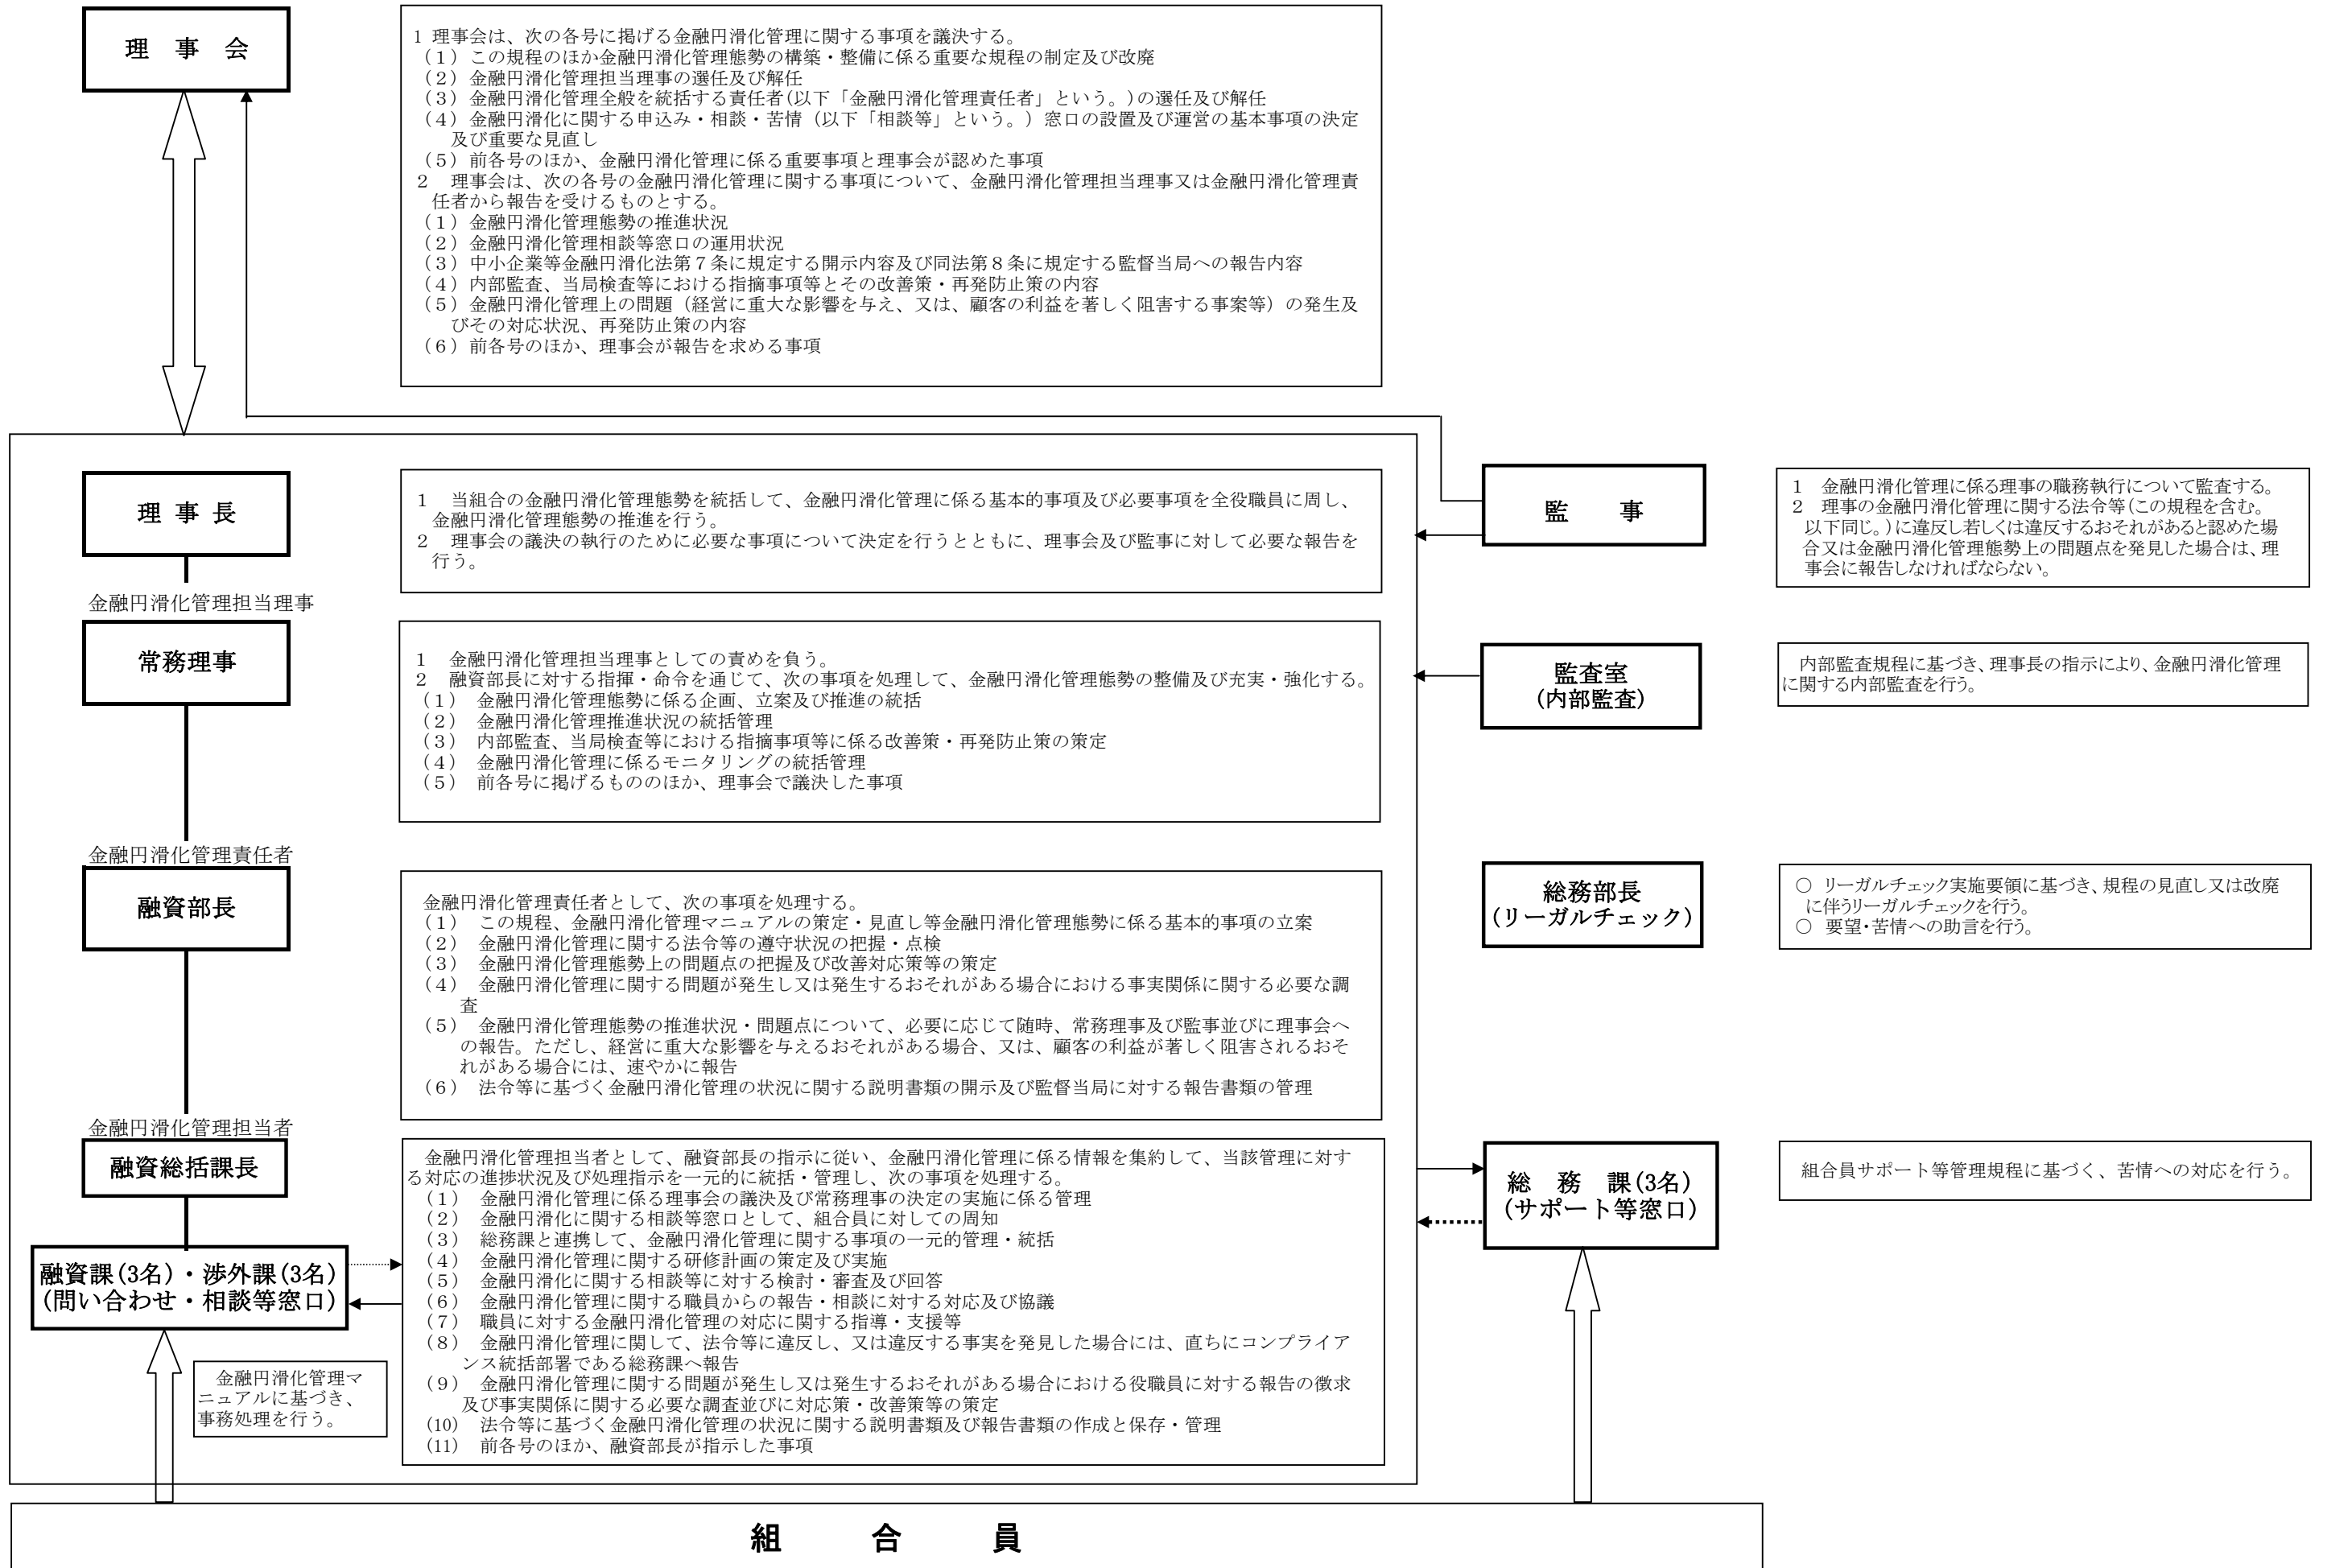 理　事　会
1 理事会は、次の各号に掲げる金融円滑化管理に関する事項を議決する。
（１）この規程のほか金融円滑化管理態勢の構築・整備に係る重要な規程の制定及び改廃
（２）金融円滑化管理担当理事の選任及び解任
（３）金融円滑化管理全般を統括する責任者(以下「金融円滑化管理責任者」という。)の選任及び解任
（４）金融円滑化に関する申込み・相談・苦情（以下「相談等」という。）窓口の設置及び運営の基本事項の決定
及び重要な見直し
（５）前各号のほか、金融円滑化管理に係る重要事項と理事会が認めた事項
２　理事会は、次の各号の金融円滑化管理に関する事項について、金融円滑化管理担当理事又は金融円滑化管理責
任者から報告を受けるものとする。
（１）金融円滑化管理態勢の推進状況
（２）金融円滑化管理相談等窓口の運用状況
（３）中小企業等金融円滑化法第７条に規定する開示内容及び同法第８条に規定する監督当局への報告内容
（４）内部監査、当局検査等における指摘事項等とその改善策・再発防止策の内容
（５）金融円滑化管理上の問題（経営に重大な影響を与え、又は、顧客の利益を著しく阻害する事案等）の発生及
びその対応状況、再発防止策の内容
（６）前各号のほか、理事会が報告を求める事項
理 事 長
１　当組合の金融円滑化管理態勢を統括して、金融円滑化管理に係る基本的事項及び必要事項を全役職員に周し、
金融円滑化管理態勢の推進を行う。
２　理事会の議決の執行のために必要な事項について決定を行うとともに、理事会及び監事に対して必要な報告を
行う。
監　　事
１　金融円滑化管理に係る理事の職務執行について監査する。
２　理事の金融円滑化管理に関する法令等(この規程を含む。
以下同じ。)に違反し若しくは違反するおそれがあると認めた場
合又は金融円滑化管理態勢上の問題点を発見した場合は、理
事会に報告しなければならない。
金融円滑化管理担当理事
常務理事
１　金融円滑化管理担当理事としての責めを負う。
２　融資部長に対する指揮・命令を通じて、次の事項を処理して、金融円滑化管理態勢の整備及び充実・強化する。
（１）　金融円滑化管理態勢に係る企画、立案及び推進の統括
（２）　金融円滑化管理推進状況の統括管理
（３）　内部監査、当局検査等における指摘事項等に係る改善策・再発防止策の策定
（４）　金融円滑化管理に係るモニタリングの統括管理
（５）　前各号に掲げるもののほか、理事会で議決した事項
監査室
(内部監査)
内部監査規程に基づき、理事長の指示により、金融円滑化管理
に関する内部監査を行う。
金融円滑化管理責任者
融資部長
金融円滑化管理責任者として、次の事項を処理する。
（１）　この規程、金融円滑化管理マニュアルの策定・見直し等金融円滑化管理態勢に係る基本的事項の立案
（２）　金融円滑化管理に関する法令等の遵守状況の把握・点検
（３）　金融円滑化管理態勢上の問題点の把握及び改善対応策等の策定
（４）　金融円滑化管理に関する問題が発生し又は発生するおそれがある場合における事実関係に関する必要な調
査
（５）　金融円滑化管理態勢の推進状況・問題点について、必要に応じて随時、常務理事及び監事並びに理事会へ
の報告。ただし、経営に重大な影響を与えるおそれがある場合、又は、顧客の利益が著しく阻害されるおそ
れがある場合には、速やかに報告
（６）　法令等に基づく金融円滑化管理の状況に関する説明書類の開示及び監督当局に対する報告書類の管理
総務部長
(リーガルチェック)
○　リーガルチェック実施要領に基づき、規程の見直し又は改廃
に伴うリーガルチェックを行う。
○　要望・苦情への助言を行う。
金融円滑化管理担当者
融資総括課長
金融円滑化管理担当者として、融資部長の指示に従い、金融円滑化管理に係る情報を集約して、当該管理に対す
る対応の進捗状況及び処理指示を一元的に統括・管理し、次の事項を処理する。
（１）　金融円滑化管理に係る理事会の議決及び常務理事の決定の実施に係る管理
（２）　金融円滑化に関する相談等窓口として、組合員に対しての周知
（３）　総務課と連携して、金融円滑化管理に関する事項の一元的管理・統括
（４）　金融円滑化管理に関する研修計画の策定及び実施
（５）　金融円滑化に関する相談等に対する検討・審査及び回答
（６）　金融円滑化管理に関する職員からの報告・相談に対する対応及び協議
（７）　職員に対する金融円滑化管理の対応に関する指導・支援等
（８）　金融円滑化管理に関して、法令等に違反し、又は違反する事実を発見した場合には、直ちにコンプライア
ンス統括部署である総務課へ報告
（９）　金融円滑化管理に関する問題が発生し又は発生するおそれがある場合における役職員に対する報告の徴求
及び事実関係に関する必要な調査並びに対応策・改善策等の策定
(10)　法令等に基づく金融円滑化管理の状況に関する説明書類及び報告書類の作成と保存・管理
(11)　前各号のほか、融資部長が指示した事項
総　務　課(3名)
(サポート等窓口)
組合員サポート等管理規程に基づく、苦情への対応を行う。
融資課(3名)・渉外課(3名)
(問い合わせ・相談等窓口)
金融円滑化管理マ
ニュアルに基づき、
事務処理を行う。
組　合　員